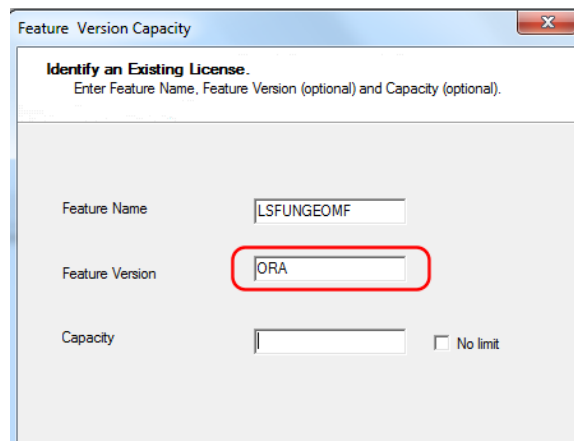 Feature Version Capacity
Identify an Existing License.
Enter Feature Name, Feature Version (optional) and Capacity (optional).
Feature Name LSFUNGEOMF
Feature Version ORA
Capacity No limit